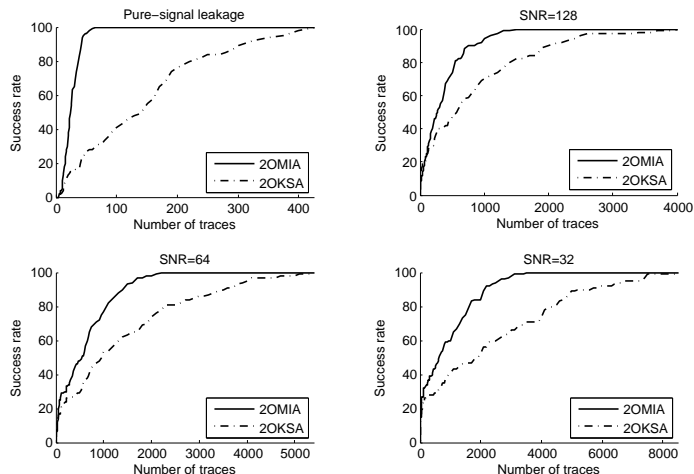 Pure−signal leakage
Success rate
100
80
60
40
20
0
0 100 200 300 400
Number of traces
2OMIA
2OKSA
SNR=128
Success rate
100
80
60
40
20
0
0 1000 2000 3000 4000
Number of traces
2OMIA
2OKSA
SNR=64
Success rate
100
80
60
40
20
0
0 1000 2000 3000 4000 5000
Number of traces
2OMIA
2OKSA
SNR=32
Success rate
100
80
60
40
20
0
0 2000 4000 6000 8000
Number of traces
2OMIA
2OKSA